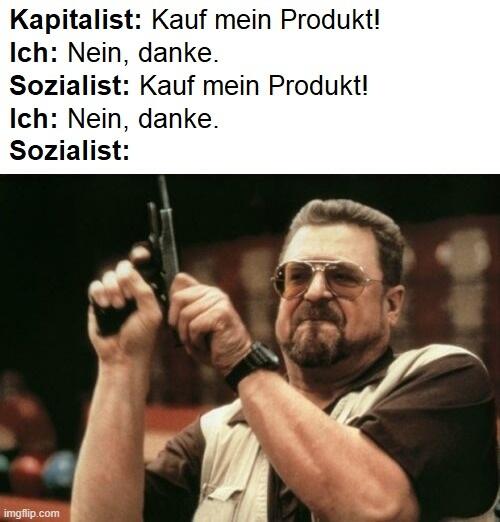 Kapitalist: Kauf mein Produkt!
Ich: Nein, danke.
Sozialist: Kauf mein Produkt!
Ich: Nein, danke.
Sozialist:
imgflip.com